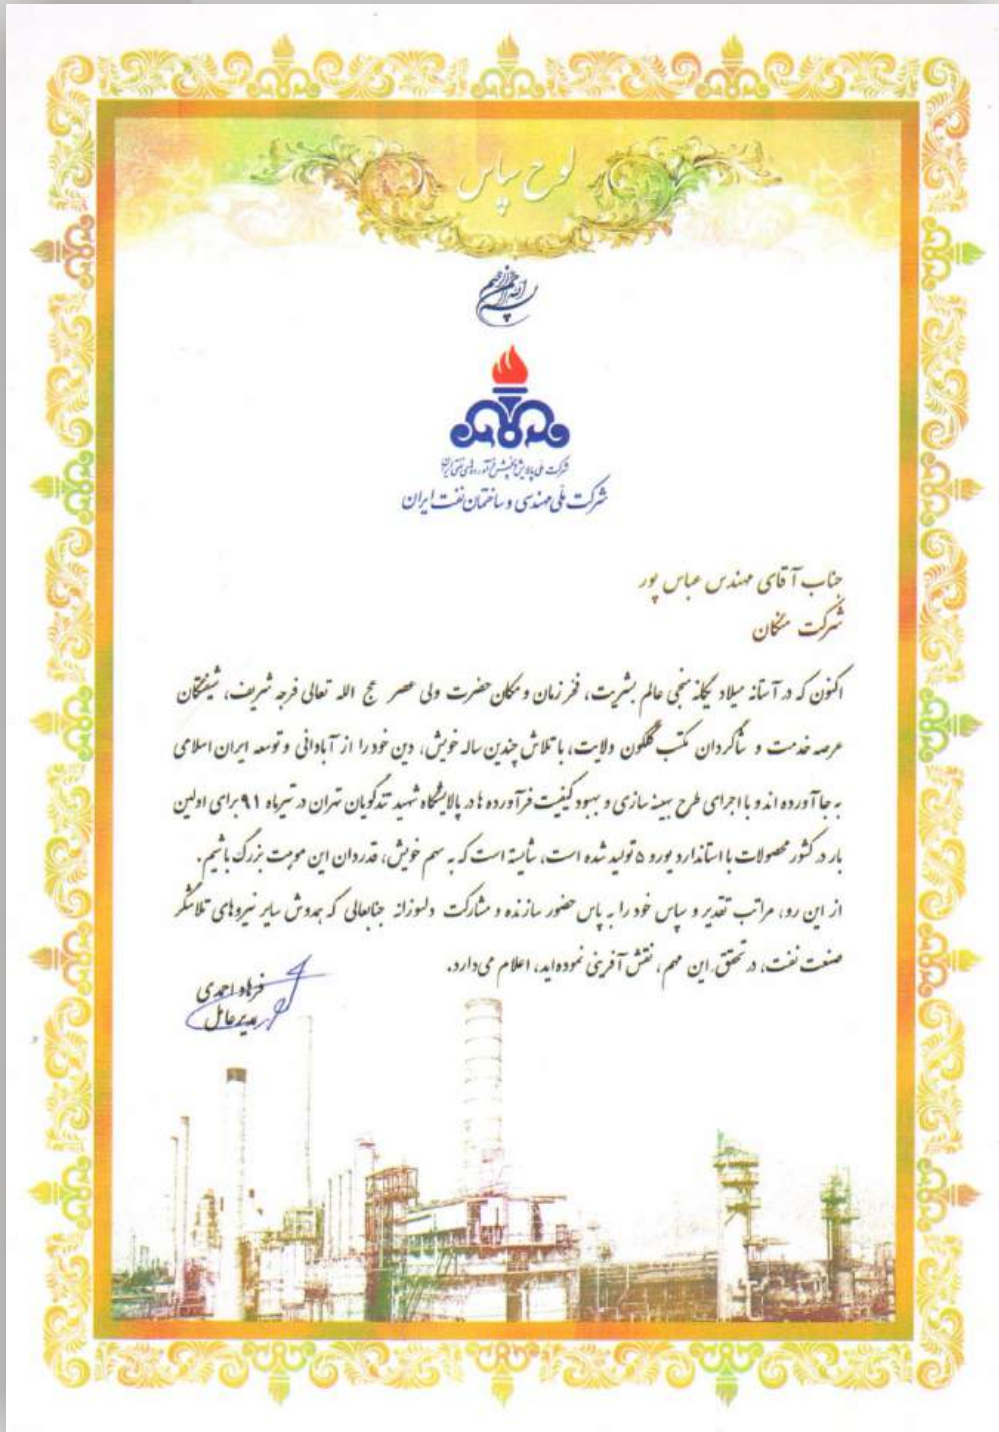 لوح سپاس
بسم الله الرحمن الرحیم
شرکت ملی پالایش و پخش فرآورده های نفتی ایران
شرکت ملی مهندسی و ساختمان نفت ایران
جناب آقای مهندس عباس پور
شرکت منگان
اکنون که در آستانه میلاد یگانه منجی عالم بشریت، فخر زمان و مکان حضرت ولی عصر عج الله تعالی فرجه شریف، شیفتگان
عرصه خدمت و شاگردان مکتب گلگون ولایت، با تلاش چندین ساله خویش، دین خود را از آبادانی و توسعه ایران اسلامی
به جا آورده اند و با اجرای طرح بهینه سازی و بهبود کیفیت فرآورده ها در پالایشگاه شهید تندگویان تهران در تیرماه ۹۱ برای اولین
بار در کشور محصولات با استاندارد یورو ۵ تولید شده است، شایسته است که به سهم خویش، قدردان این موهبت بزرگ باشیم.
از این رو، مراتب تقدیر و سپاس خود را به پاس حضور سازنده و مشارکت دلسوزانه جنابعالی که همدوش سایر نیروهای تلاشگر
صنعت نفت، در تحقق این مهم، نقش آفرینی نموده‌اید، اعلام می‌دارد.
فرهاد احمدی
مدیرعامل